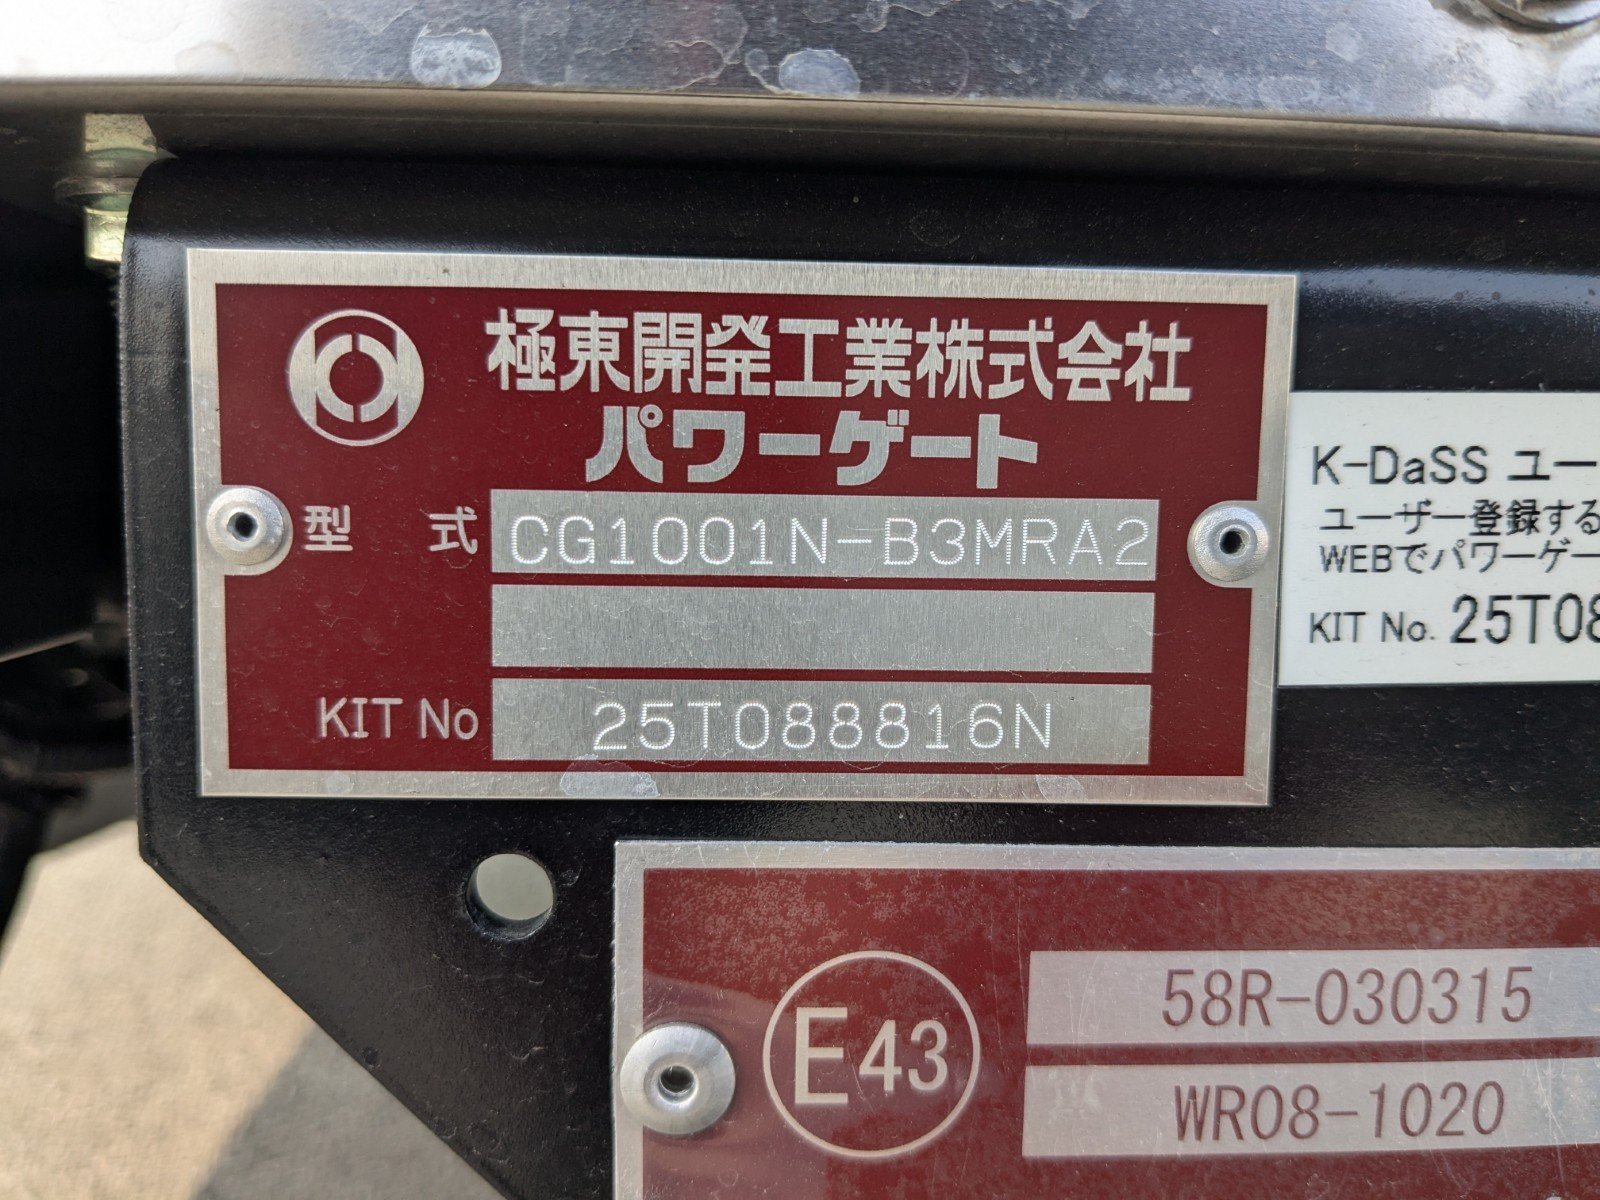 極東開発工業株式会社
パワーゲート
型 式 CG1001N-B3MRA2
KIT No 25T088816N
K-DaSS ユー
ユーザー登録する
WEBでパワーゲー
KIT No. 25T08
E43
58R-030315
WR08-1020